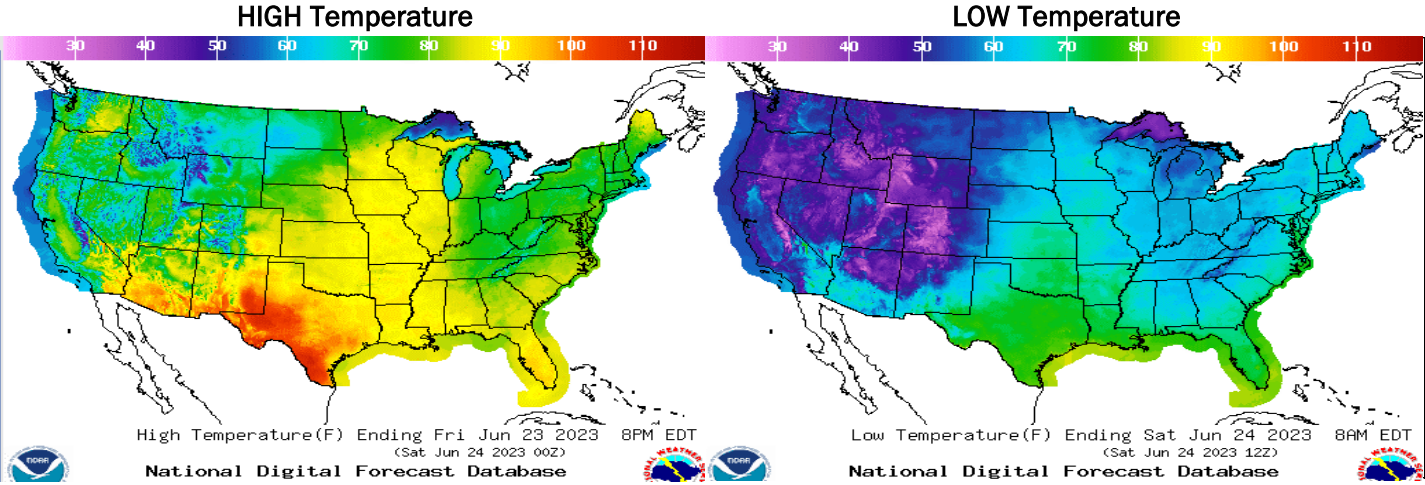 HIGH Temperature
30 40 50 60 70 80 90 100 110
High Temperature(F) Ending Fri Jun 23 2023 8PM EDT
(Sat Jun 24 2023 00Z)
National Digital Forecast Database
noaa
LOW Temperature
30 40 50 60 70 80 90 100 110
Low Temperature(F) Ending Sat Jun 24 2023 8AM EDT
(Sat Jun 24 2023 12Z)
National Digital Forecast Database
noaa